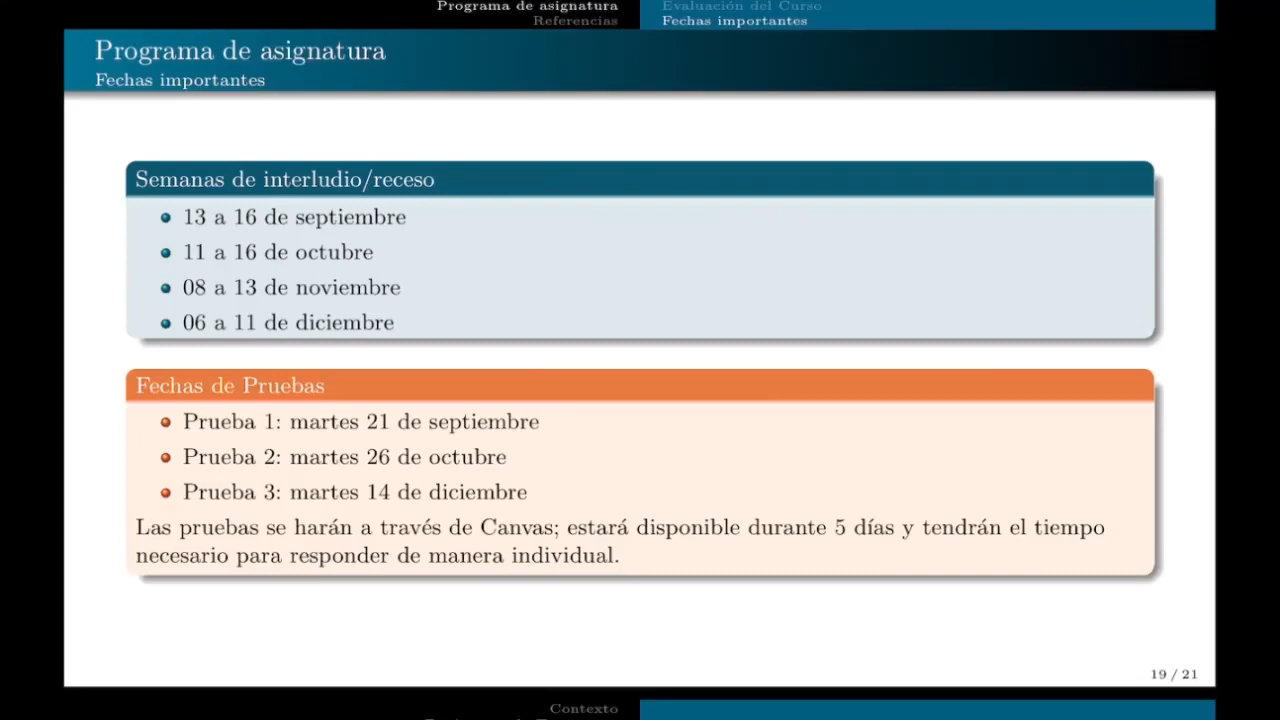 Programa de asignatura
Referencias
Evaluación del Curso
Fechas importantes
Programa de asignatura
Fechas importantes
Semanas de interludio/receso
13 a 16 de septiembre
11 a 16 de octubre
08 a 13 de noviembre
06 a 11 de diciembre
Fechas de Pruebas
Prueba 1: martes 21 de septiembre
Prueba 2: martes 26 de octubre
Prueba 3: martes 14 de diciembre
Las pruebas se harán a través de Canvas; estará disponible durante 5 días y tendrán el tiempo
necesario para responder de manera individual.
19 / 21
Contexto